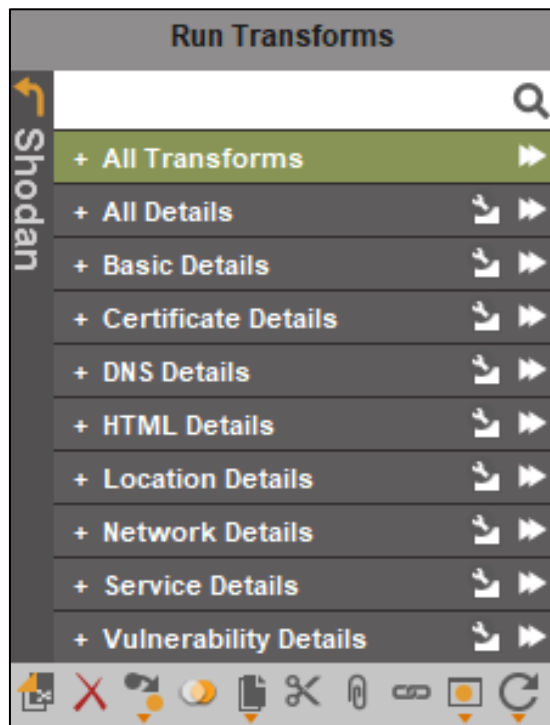 Run Transforms
Shodan
+ All Transforms
+ All Details
+ Basic Details
+ Certificate Details
+ DNS Details
+ HTML Details
+ Location Details
+ Network Details
+ Service Details
+ Vulnerability Details